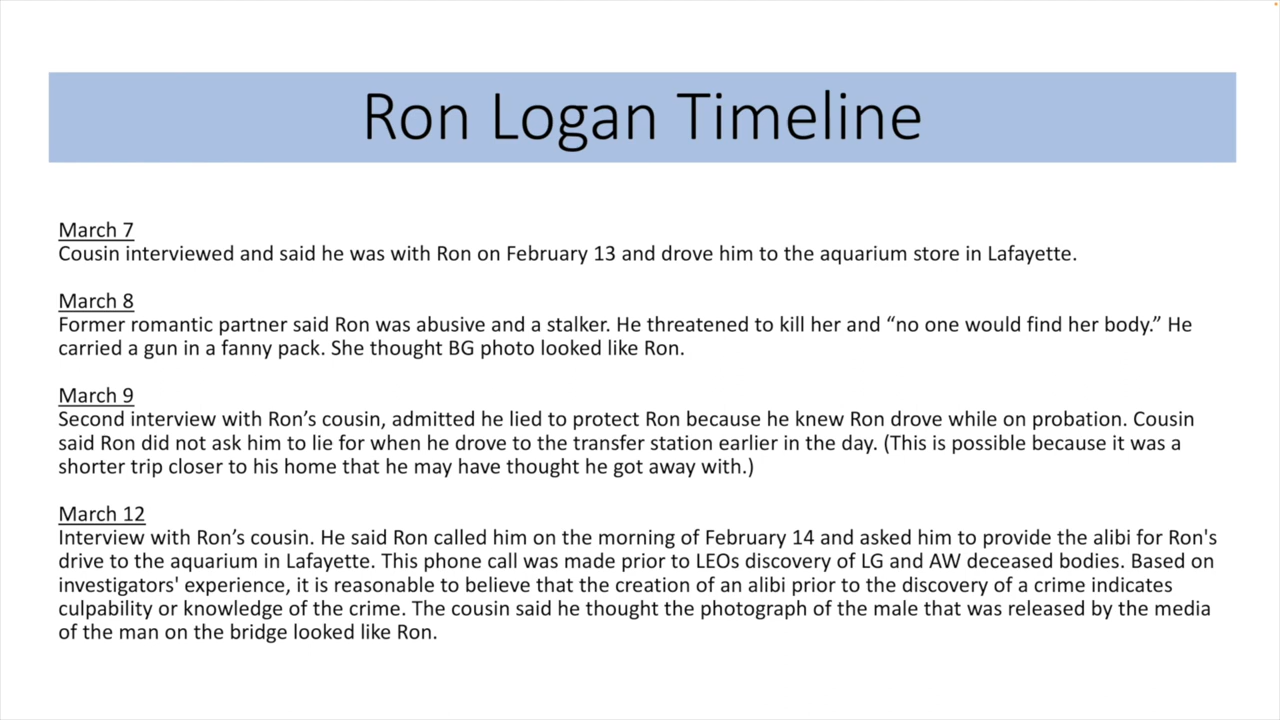 Ron Logan Timeline
March 7
Cousin interviewed and said he was with Ron on February 13 and drove him to the aquarium store in Lafayette.
March 8
Former romantic partner said Ron was abusive and a stalker. He threatened to kill her and “no one would find her body.” He
carried a gun in a fanny pack. She thought BG photo looked like Ron.
March 9
Second interview with Ron’s cousin, admitted he lied to protect Ron because he knew Ron drove while on probation. Cousin
said Ron did not ask him to lie for when he drove to the transfer station earlier in the day. (This is possible because it was a
shorter trip closer to his home that he may have thought he got away with.)
March 12
Interview with Ron’s cousin. He said Ron called him on the morning of February 14 and asked him to provide the alibi for Ron's
drive to the aquarium in Lafayette. This phone call was made prior to LEOs discovery of LG and AW deceased bodies. Based on
investigators' experience, it is reasonable to believe that the creation of an alibi prior to the discovery of a crime indicates
culpability or knowledge of the crime. The cousin said he thought the photograph of the male that was released by the media
of the man on the bridge looked like Ron.